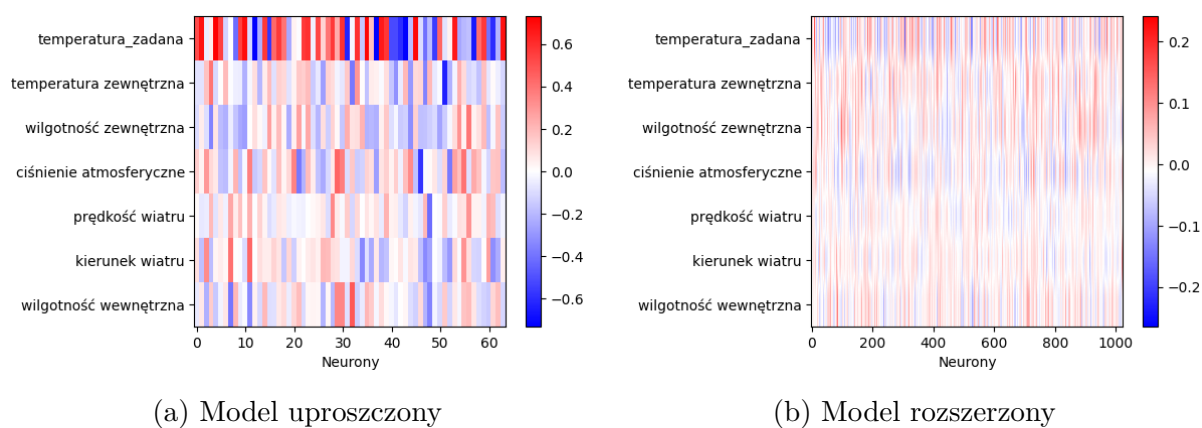 temperatura_zadana
temperatura zewnętrzna
wilgotność zewnętrzna
ciśnienie atmosferyczne
prędkość wiatru
kierunek wiatru
wilgotność wewnętrzna
0 10 20 30 40 50 60
Neurony
0.6
0.4
0.2
0.0
−0.2
−0.4
−0.6
(a) Model uproszczony
temperatura_zadana
temperatura zewnętrzna
wilgotność zewnętrzna
ciśnienie atmosferyczne
prędkość wiatru
kierunek wiatru
wilgotność wewnętrzna
0 200 400 600 800 1000
Neurony
0.2
0.1
0.0
−0.1
−0.2
(b) Model rozszerzony